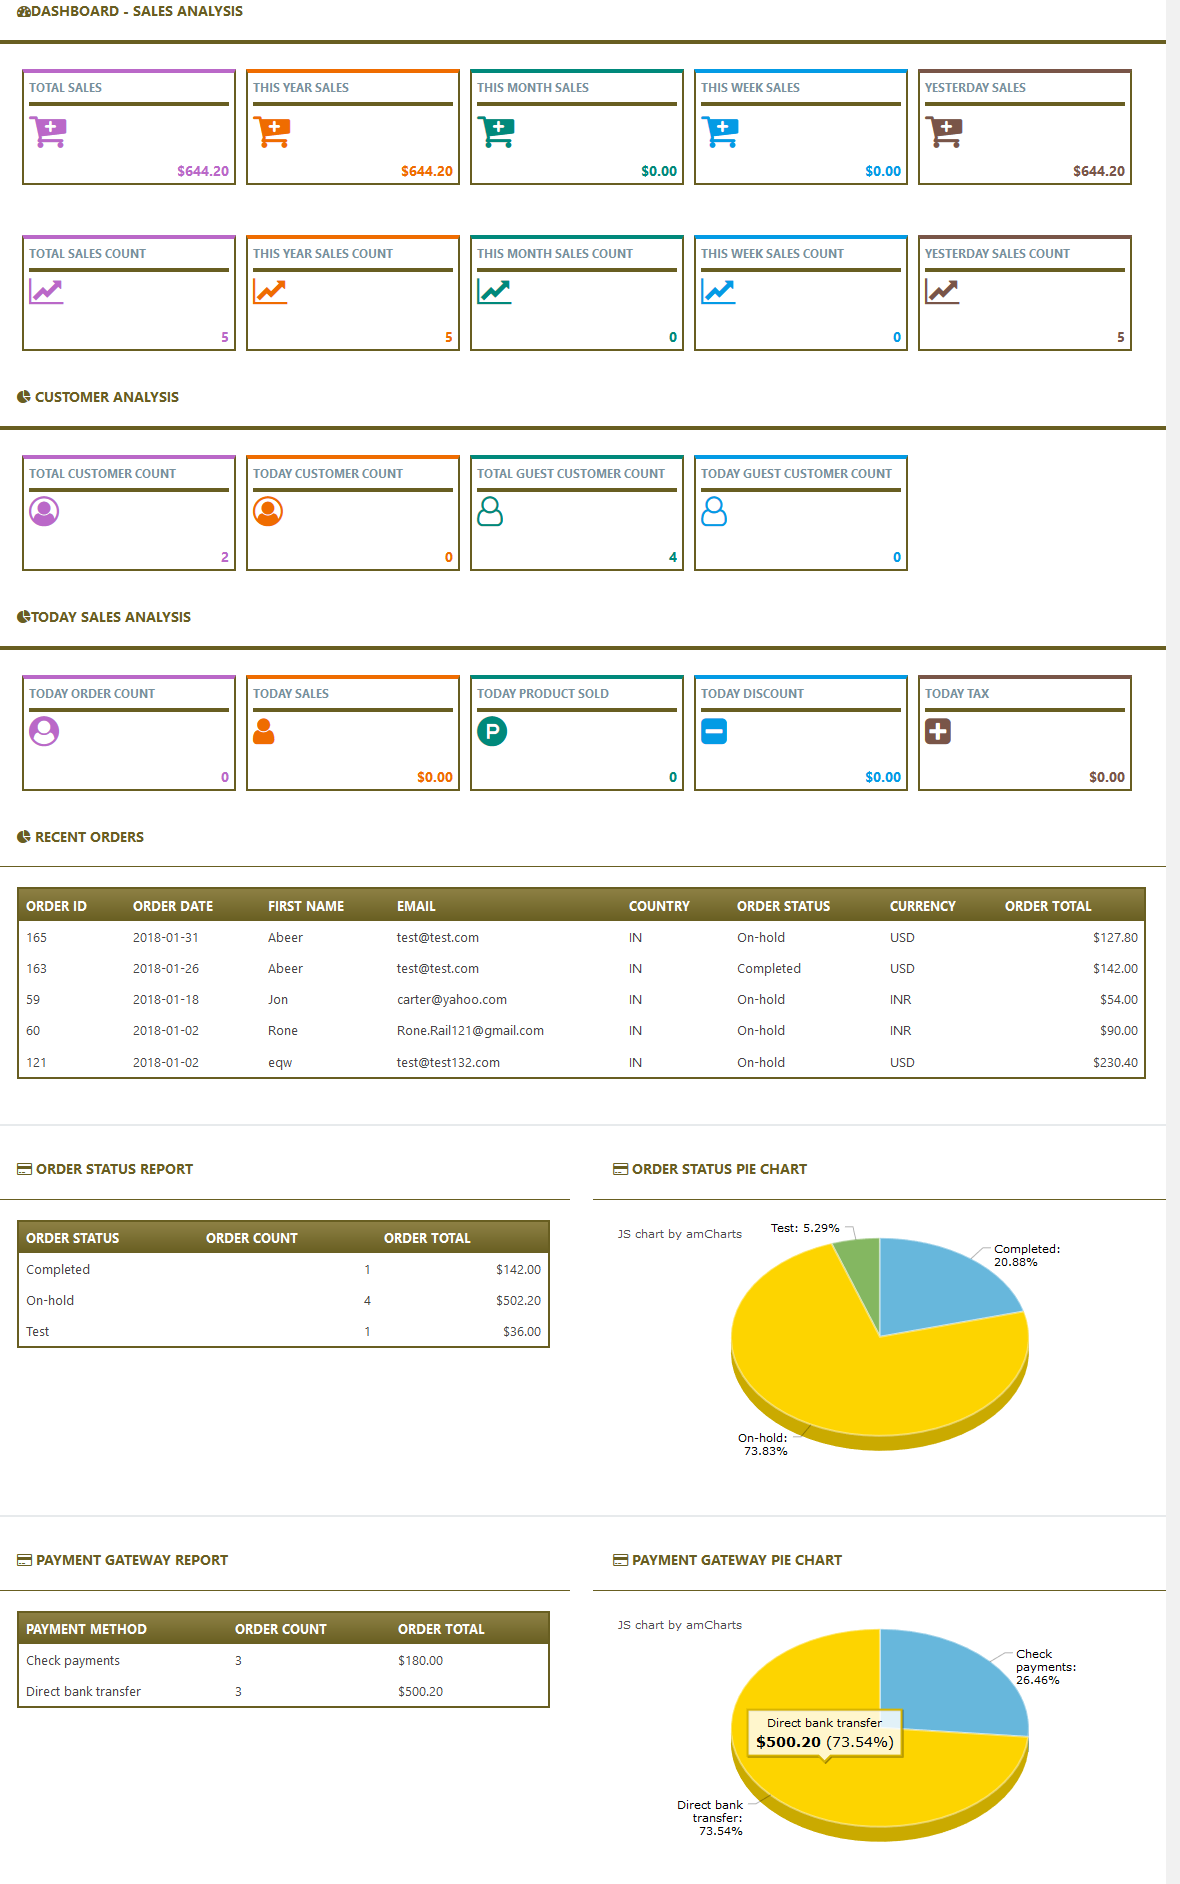 DASHBOARD - SALES ANALYSIS
TOTAL SALES
$644.20
THIS YEAR SALES
$644.20
THIS MONTH SALES
$0.00
THIS WEEK SALES
$0.00
YESTERDAY SALES
$644.20
TOTAL SALES COUNT
5
THIS YEAR SALES COUNT
5
THIS MONTH SALES COUNT
0
THIS WEEK SALES COUNT
0
YESTERDAY SALES COUNT
5
CUSTOMER ANALYSIS
TOTAL CUSTOMER COUNT
2
TODAY CUSTOMER COUNT
0
TOTAL GUEST CUSTOMER COUNT
4
TODAY GUEST CUSTOMER COUNT
0
TODAY SALES ANALYSIS
TODAY ORDER COUNT
0
TODAY SALES
$0.00
TODAY PRODUCT SOLD
P
0
TODAY DISCOUNT
$0.00
TODAY TAX
$0.00
RECENT ORDERS
ORDER ID ORDER DATE FIRST NAME EMAIL COUNTRY ORDER STATUS CURRENCY ORDER TOTAL
165 2018-01-31 Abeer test@test.com IN On-hold USD $127.80
163 2018-01-26 Abeer test@test.com IN Completed USD $142.00
59 2018-01-18 Jon carter@yahoo.com IN On-hold INR $54.00
60 2018-01-02 Rone Rone.Rail121@gmail.com IN On-hold INR $90.00
121 2018-01-02 eqw test@test132.com IN On-hold USD $230.40
ORDER STATUS REPORT
ORDER STATUS ORDER COUNT ORDER TOTAL
Completed 1 $142.00
On-hold 4 $502.20
Test 1 $36.00
ORDER STATUS PIE CHART
JS chart by amCharts
Test: 5.29%
Completed:
20.88%
On-hold:
73.83%
PAYMENT GATEWAY REPORT
PAYMENT METHOD ORDER COUNT ORDER TOTAL
Check payments 3 $180.00
Direct bank transfer 3 $500.20
PAYMENT GATEWAY PIE CHART
JS chart by amCharts
Check
payments:
26.46%
Direct bank transfer
$500.20 (73.54%)
Direct bank
transfer:
73.54%